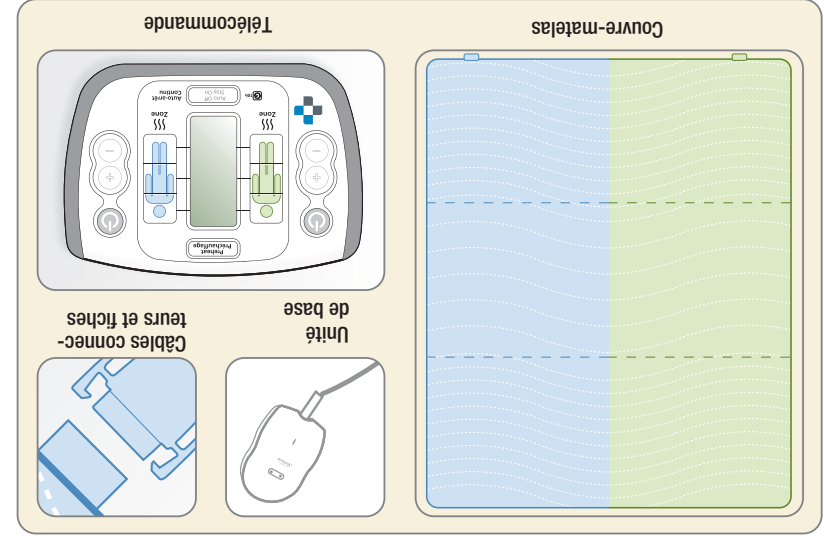 Câbles connec-
teurs et fiches
Unité
de base
Preheat
Préchauffage
Zone
Zone
Auto Off
Stay On
10h
Auto-arrêt
Continu
Télécommande
Couvre-matelas